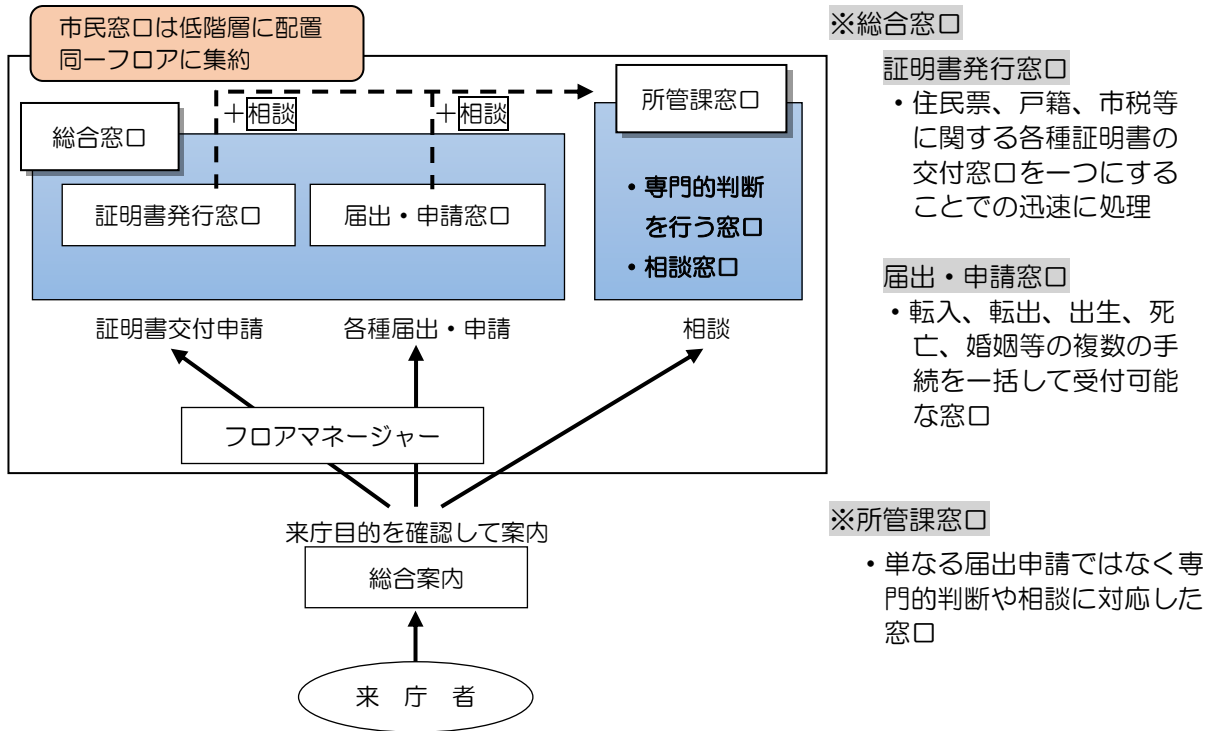 市民窓口は低階層に配置
同一フロアに集約
総合窓口
+相談
+相談
所管課窓口
証明書発行窓口
届出・申請窓口
・専門的判断
を行う窓口
・相談窓口
証明書交付申請
各種届出・申請
相談
フロアマネージャー
来庁目的を確認して案内
総合案内
来 庁 者
※総合窓口
証明書発行窓口
・住民票、戸籍、市税等
に関する各種証明書の
交付窓口を一つにする
ことでの迅速に処理
届出・申請窓口
・転入、転出、出生、死
亡、婚姻等の複数の手
続を一括して受付可能
な窓口
※所管課窓口
・単なる届出申請ではなく専
門的判断や相談に対応した
窓口